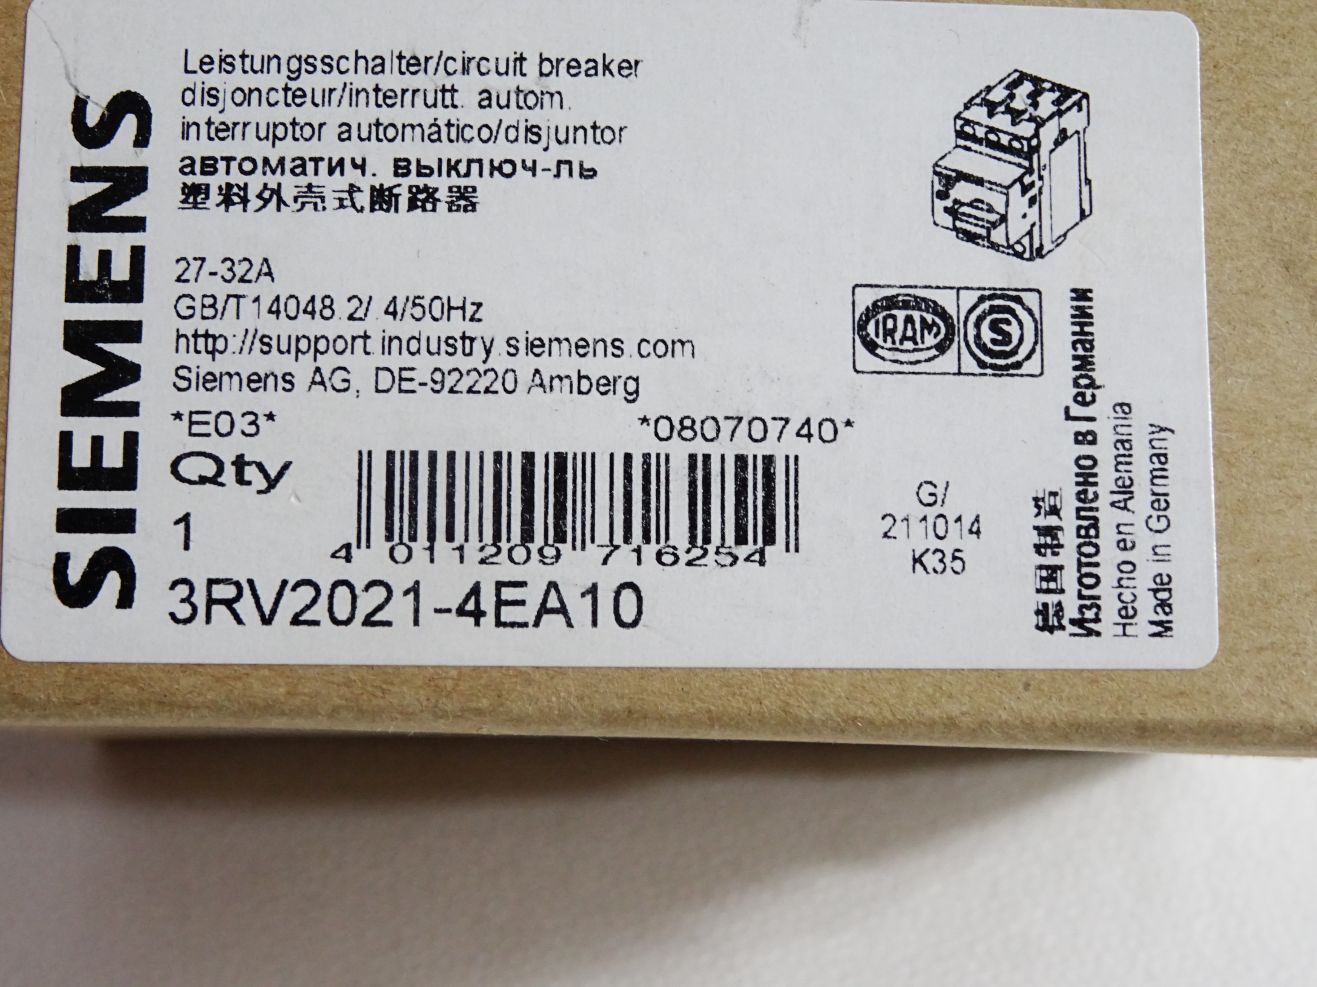 SIEMENS
Leistungsschalter/circuit breaker
disjoncteur/interrutt. autom.
interruptor automático/disjuntor
автоматич. выключ-ль
塑料外壳式断路器
27-32A
GB/T14048.2/.4/50Hz
http://support.industry.siemens.com
Siemens AG, DE-92220 Amberg
*E03* *08070740*
Qty
1
4 011209 716254
3RV2021-4EA10
IRAM S
G/
211014
K35
德国制造
Изготовлено в Германии
Hecho en Alemania
Made in Germany